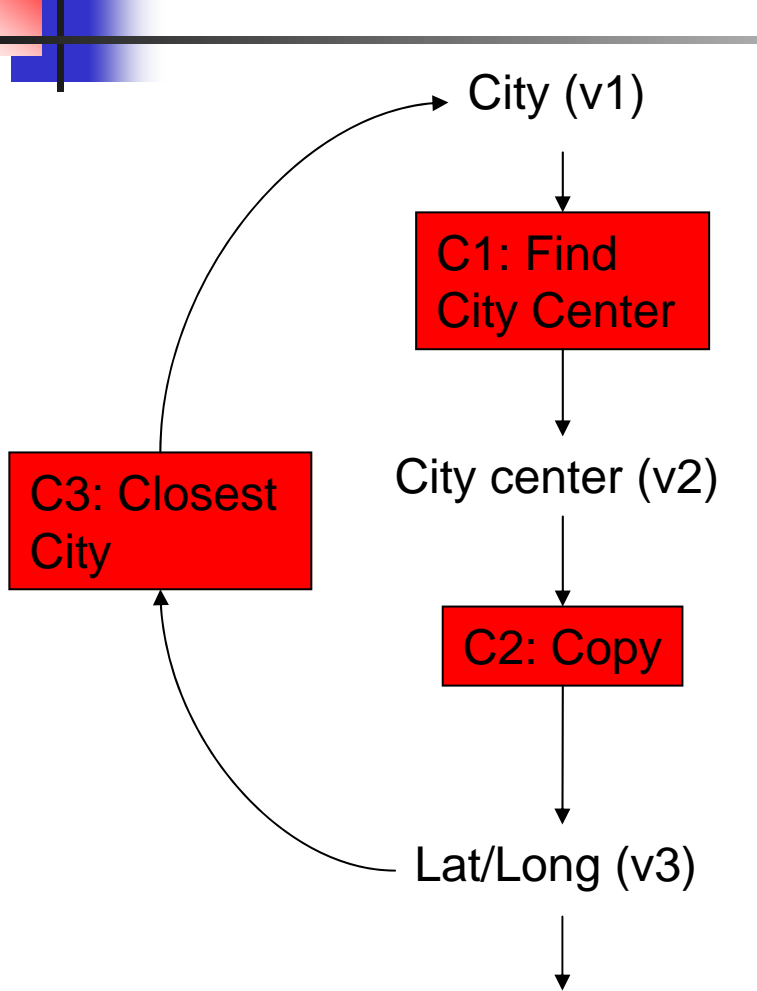 City (v1)
C1: Find
City Center
City center (v2)
C3: Closest
City
C2: Copy
Lat/Long (v3)